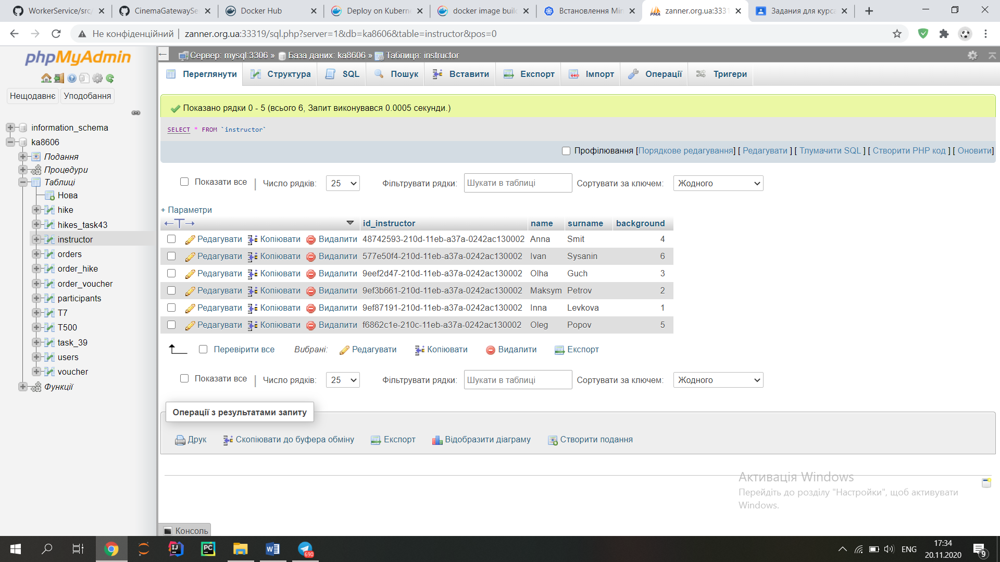 WorkerService/src/
CinemaGatewaySe
Docker Hub
Deploy on Kuberne
docker image build
Встановлення Min
zanner.org.ua:3331
Задания для курса
Не конфіденційний
zanner.org.ua:33319/sql.php?server=1&db=ka8606&table=instructor&pos=0
phpMyAdmin
Нещодавнє
Уподобання
information_schema
ka8606
Подання
Процедури
Таблиці
Нова
hike
hikes_task43
instructor
orders
order_hike
order_voucher
participants
T7
T500
task_39
users
voucher
Функції
Сервер: mysql:3306 » База даних: ka8606 » Таблиця: instructor
Переглянути Структура SQL Пошук Вставити Експорт Імпорт Операції Тригери
Показано рядки 0 - 5 (всього 6, Запит виконувався 0.0005 секунди.)
SELECT * FROM `instructor`
Профілювання [Порядкове редагування] [ Редагувати ] [ Тлумачити SQL ] [ Створити PHP код ] [ Оновити]
Показати все | Число рядків: 25 Фільтрувати рядки: Шукати в таблиці Сортувати за ключем: Жодного
+ Параметри
←T→ id_instructor name surname background
Редагувати Копіювати Видалити 48742593-210d-11eb-a37a-0242ac130002 Anna Smit 4
Редагувати Копіювати Видалити 577e50f4-210d-11eb-a37a-0242ac130002 Ivan Sysanin 6
Редагувати Копіювати Видалити 9eef2d47-210d-11eb-a37a-0242ac130002 Olha Guch 3
Редагувати Копіювати Видалити 9ef3b661-210d-11eb-a37a-0242ac130002 Maksym Petrov 2
Редагувати Копіювати Видалити 9ef87191-210d-11eb-a37a-0242ac130002 Inna Levkova 1
Редагувати Копіювати Видалити f6862c1e-210c-11eb-a37a-0242ac130002 Oleg Popov 5
Перевірити все Вибрані: Редагувати Копіювати Видалити Експорт
Показати все | Число рядків: 25 Фільтрувати рядки: Шукати в таблиці Сортувати за ключем: Жодного
Операції з результатами запиту
Друк Скопіювати до буфера обміну Експорт Відобразити діаграму Створити подання
Активація Windows
Перейдіть до розділу "Настройки", щоб активувати
Windows.
Консоль
690
ENG
17:34
20.11.2020
9